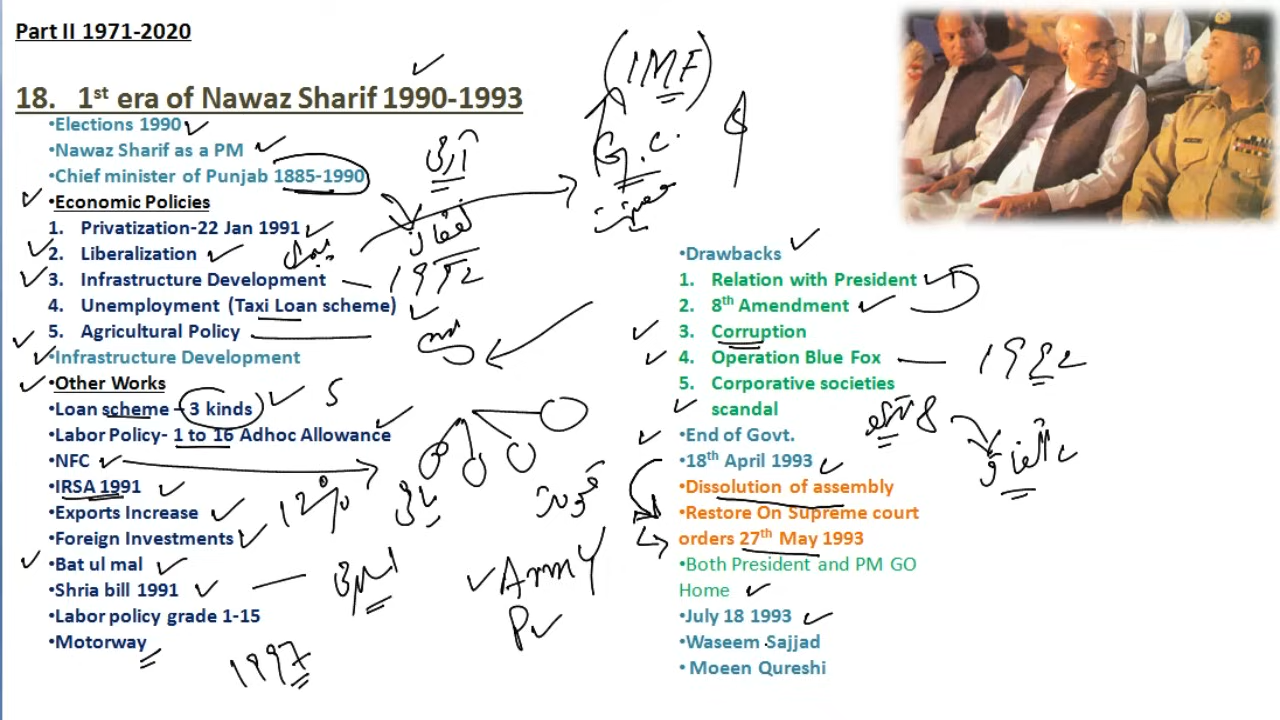 Part II 1971-2020
18. 1st era of Nawaz Sharif 1990-1993
•Elections 1990
•Nawaz Sharif as a PM
•Chief minister of Punjab 1885-1990
•Economic Policies
1. Privatization-22 Jan 1991
2. Liberalization
3. Infrastructure Development
4. Unemployment (Taxi Loan scheme)
5. Agricultural Policy
•Infrastructure Development
•Other Works
•Loan scheme – 3 kinds
•Labor Policy- 1 to 16 Adhoc Allowance
•NFC
•IRSA 1991
•Exports Increase
•Foreign Investments
•Bat ul mal
•Shria bill 1991
•Labor policy grade 1-15
•Motorway
(IMF)
G.C.
5
12%
Army
P
•Drawbacks
1. Relation with President
2. 8th Amendment
3. Corruption
4. Operation Blue Fox
5. Corporative societies
scandal
•End of Govt.
•18th April 1993
•Dissolution of assembly
•Restore On Supreme court
orders 27th May 1993
•Both President and PM GO
Home
•July 18 1993
•Waseem Sajjad
•Moeen Qureshi